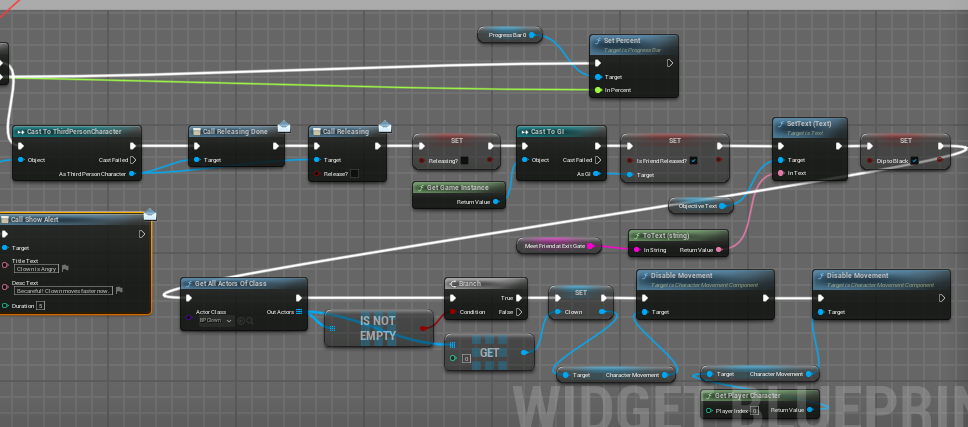 Progress Bar 0
Set Percent
Target is Progress Bar
Target
In Percent
Cast To ThirdPersonCharacter
Object
Cast Failed
As Third Person Character
Call Releasing Done
Target
Call Releasing
Target
Release?
SET
Releasing?
Cast To GI
Object
Cast Failed
As GI
SET
Is Friend Released?
Target
SetText (Text)
Target is Text
Target
In Text
SET
Dip to Black
Get Game Instance
Return Value
Objective Text
Meet Friend at Exit Gate
ToText (string)
In String
Return Value
Call Show Alert
Target
Title Text
Clown is Angry
Desc Text
Becareful! Clown moves faster now.
Duration
5
Get All Actors Of Class
Actor Class
BP Clown
Out Actors
IS NOT
EMPTY
Branch
True
Condition
False
GET
0
SET
Clown
Disable Movement
Target is Character Movement Component
Target
Disable Movement
Target is Character Movement Component
Target
Target
Character Movement
Target
Character Movement
Get Player Character
Player Index
0
Return Value
WIDGET BLUEPRIN